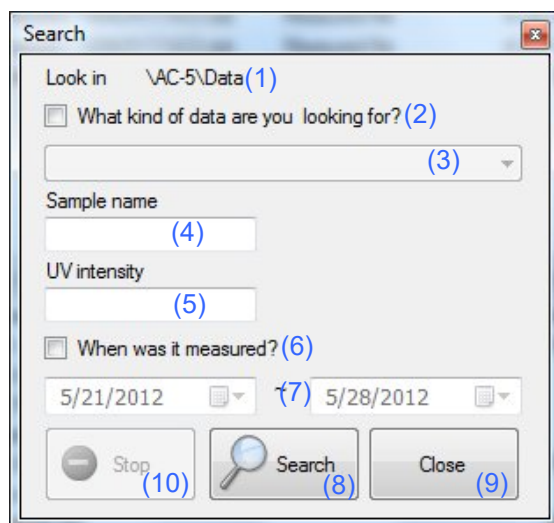 Search
Look in \AC-5\Data(1)
What kind of data are you looking for?(2)
(3)
Sample name
(4)
UV intensity
(5)
When was it measured?(6)
5/21/2012 ~(7) 5/28/2012
Stop (10) Search (8) Close (9)